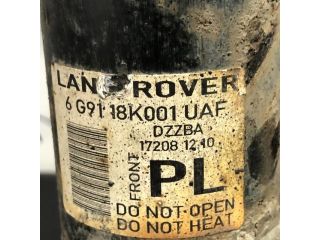 LAND ROVER
6 G91 18K001 UAF
DZZBA
17208 12:10
FRONT
PL
DO NOT OPEN
DO NOT HEAT